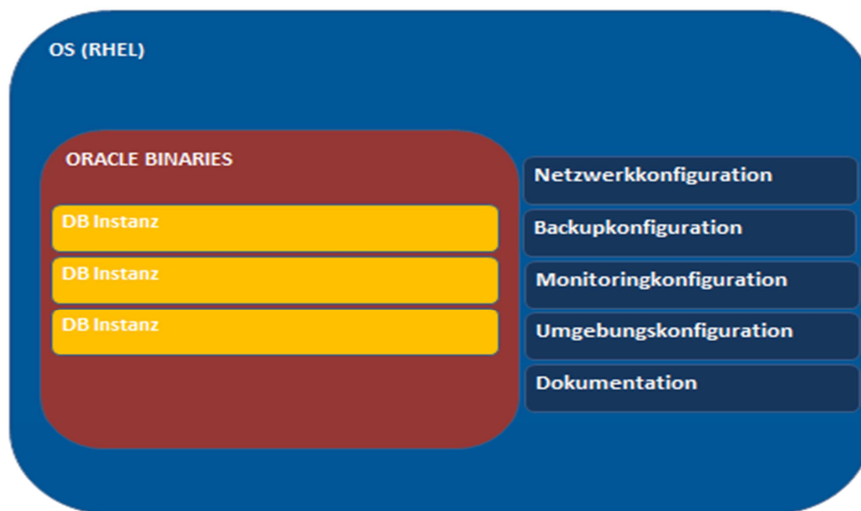 OS (RHEL)
ORACLE BINARIES
DB Instanz
DB Instanz
DB Instanz
Netzwerkkonfiguration
Backupkonfiguration
Monitoringkonfiguration
Umgebungskonfiguration
Dokumentation